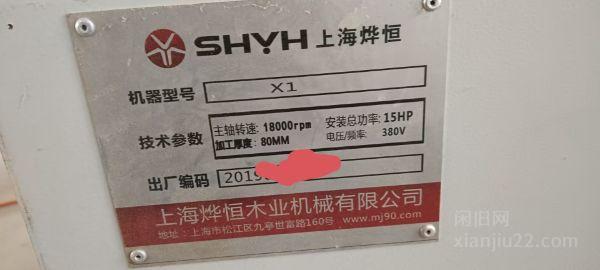 SHYH 上海烨恒
机器型号 X1
技术参数
主轴转速: 18000rpm 安装总功率: 15HP
加工厚度: 80MM 电压/频率: 380V
出厂编码 2019
上海烨恒木业机械有限公司
www.mj90.com
地址：上海市松江区九亭世富路160号
闲旧网
xianjiu22.com